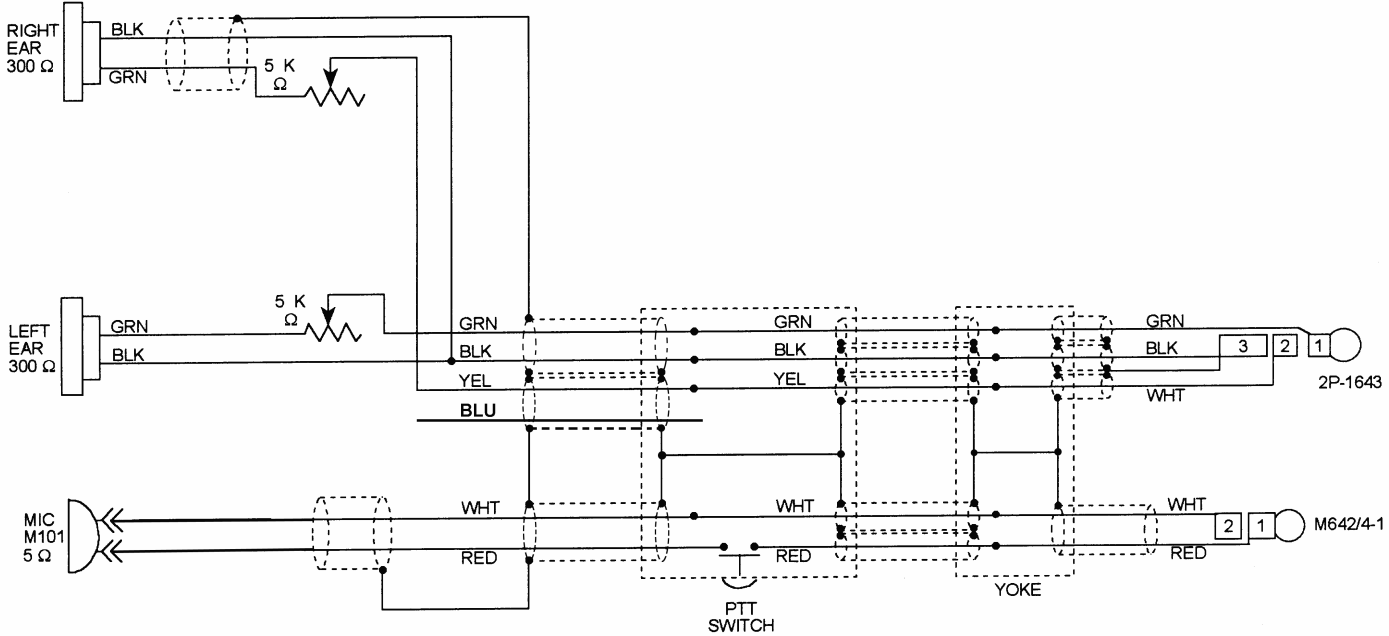 RIGHT
EAR
300 Ω
BLK
GRN
5 K
Ω
LEFT
EAR
300 Ω
GRN
BLK
5 K
Ω
GRN
BLK
YEL
BLU
GRN
BLK
YEL
GRN
BLK
WHT
3
2
1
2P-1643
MIC
M101
5 Ω
WHT
RED
WHT
RED
PTT
SWITCH
YOKE
WHT
RED
2
1
M642/4-1